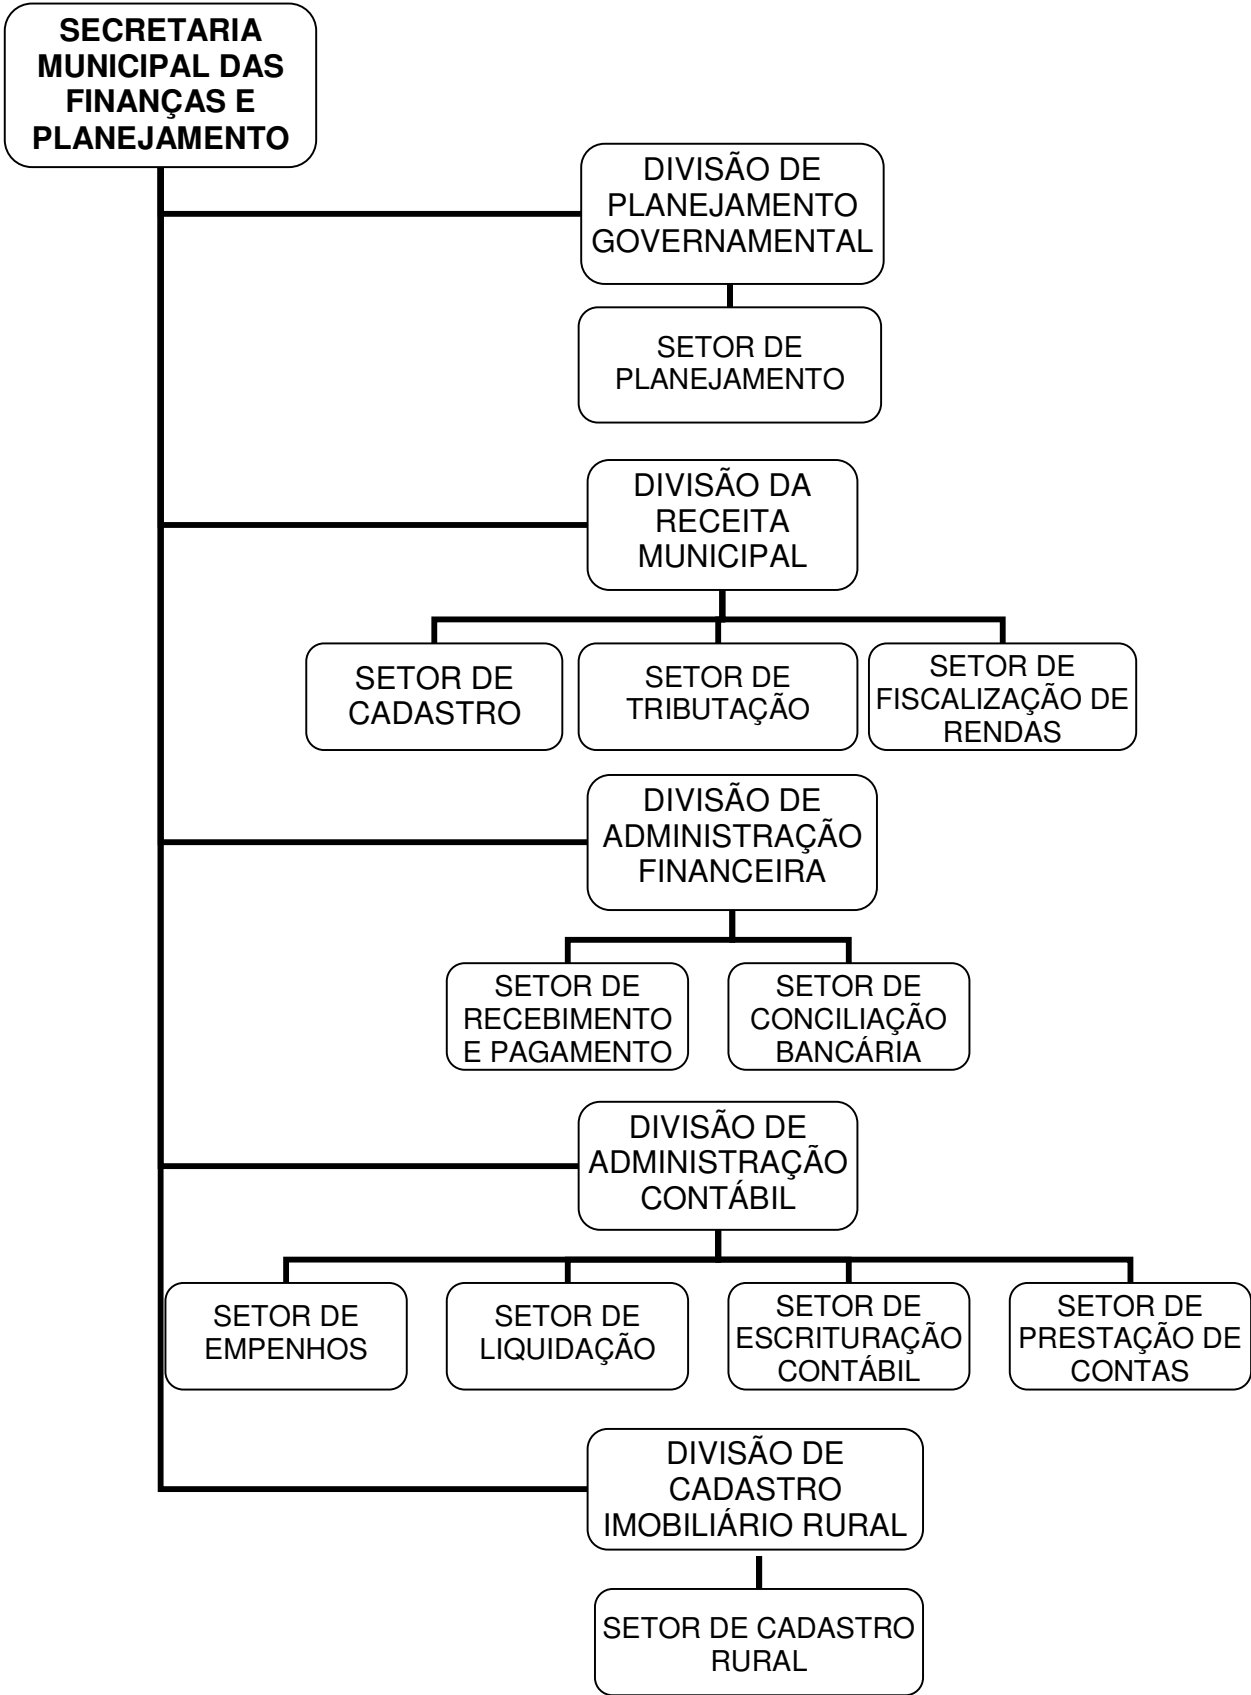 SECRETARIA
MUNICIPAL DAS
FINANÇAS E
PLANEJAMENTO
DIVISÃO DE
PLANEJAMENTO
GOVERNAMENTAL
SETOR DE
PLANEJAMENTO
DIVISÃO DA
RECEITA
MUNICIPAL
SETOR DE
CADASTRO
SETOR DE
TRIBUTAÇÃO
SETOR DE
FISCALIZAÇÃO DE
RENDAS
DIVISÃO DE
ADMINISTRAÇÃO
FINANCEIRA
SETOR DE
RECEBIMENTO
E PAGAMENTO
SETOR DE
CONCILIAÇÃO
BANCÁRIA
DIVISÃO DE
ADMINISTRAÇÃO
CONTÁBIL
SETOR DE
EMPENHOS
SETOR DE
LIQUIDAÇÃO
SETOR DE
ESCRITURAÇÃO
CONTÁBIL
SETOR DE
PRESTAÇÃO DE
CONTAS
DIVISÃO DE
CADASTRO
IMOBILIÁRIO RURAL
SETOR DE CADASTRO
RURAL